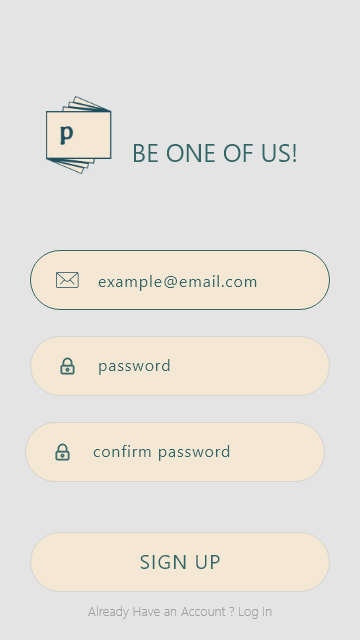 p
BE ONE OF US!
example@email.com
password
confirm password
SIGN UP
Already Have an Account ? Log In